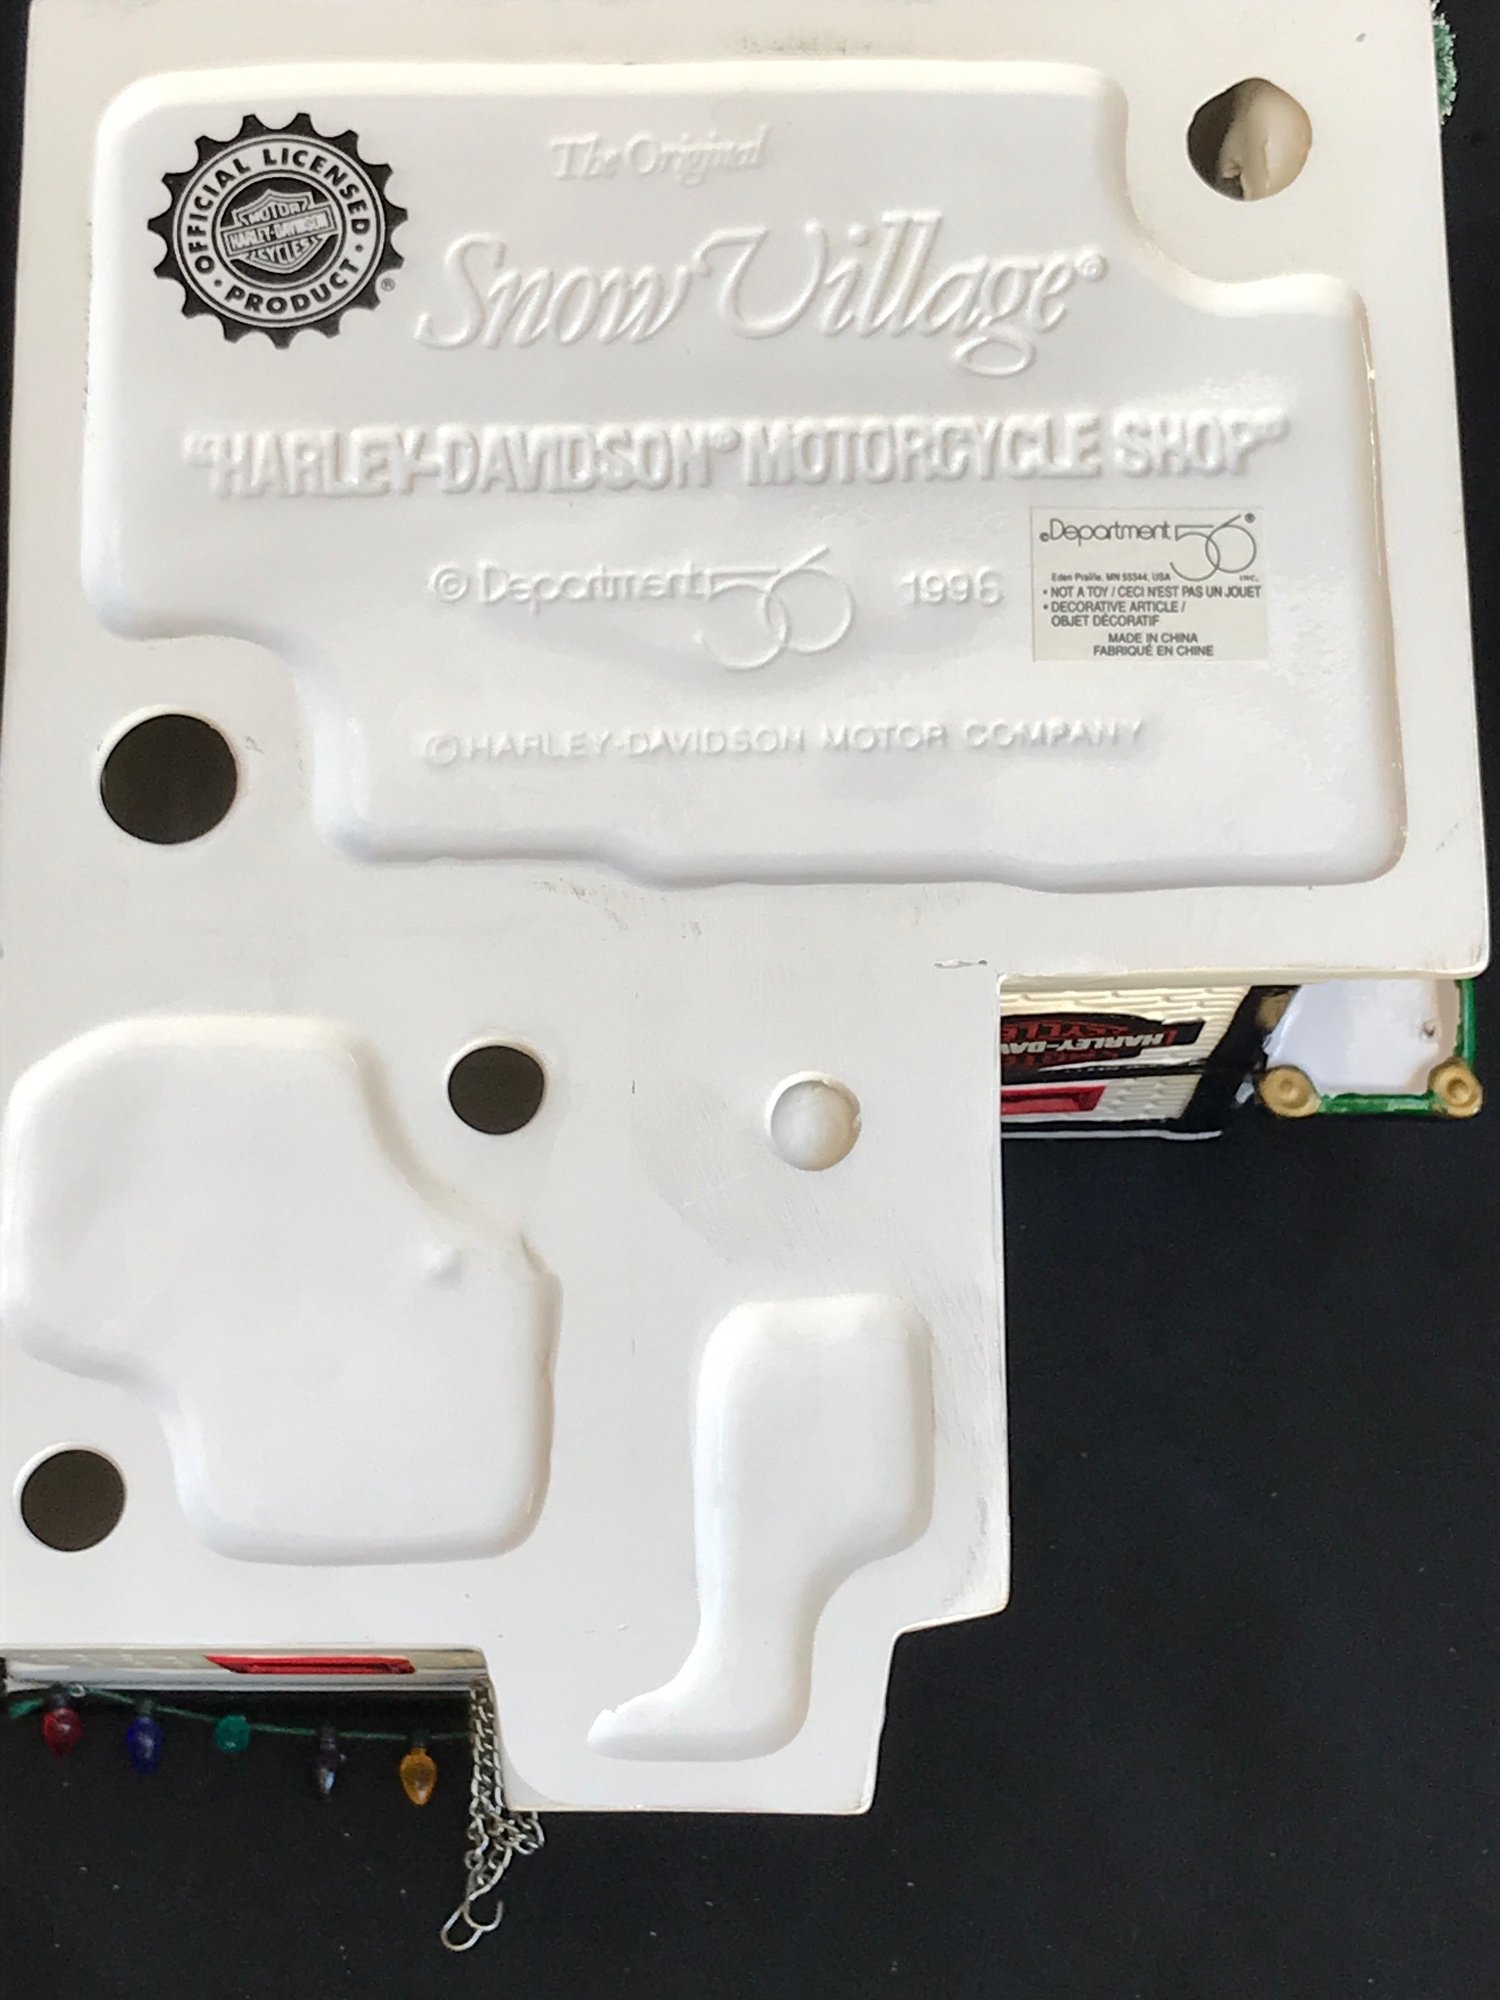 OFFICIAL LICENSED
MOTOR
HARLEY-DAVIDSON
CYCLES
PRODUCT ®
The Original
Snow Village®
"HARLEY-DAVIDSON® MOTORCYCLE SHOP"
© Department 56 1996
©Department 56®
Eden Prairie, MN 55344, USA INC.
• NOT A TOY / CECI N'EST PAS UN JOUET
• DECORATIVE ARTICLE /
OBJET DÉCORATIF
MADE IN CHINA
FABRIQUÉ EN CHINE
© HARLEY-DAVIDSON MOTOR COMPANY